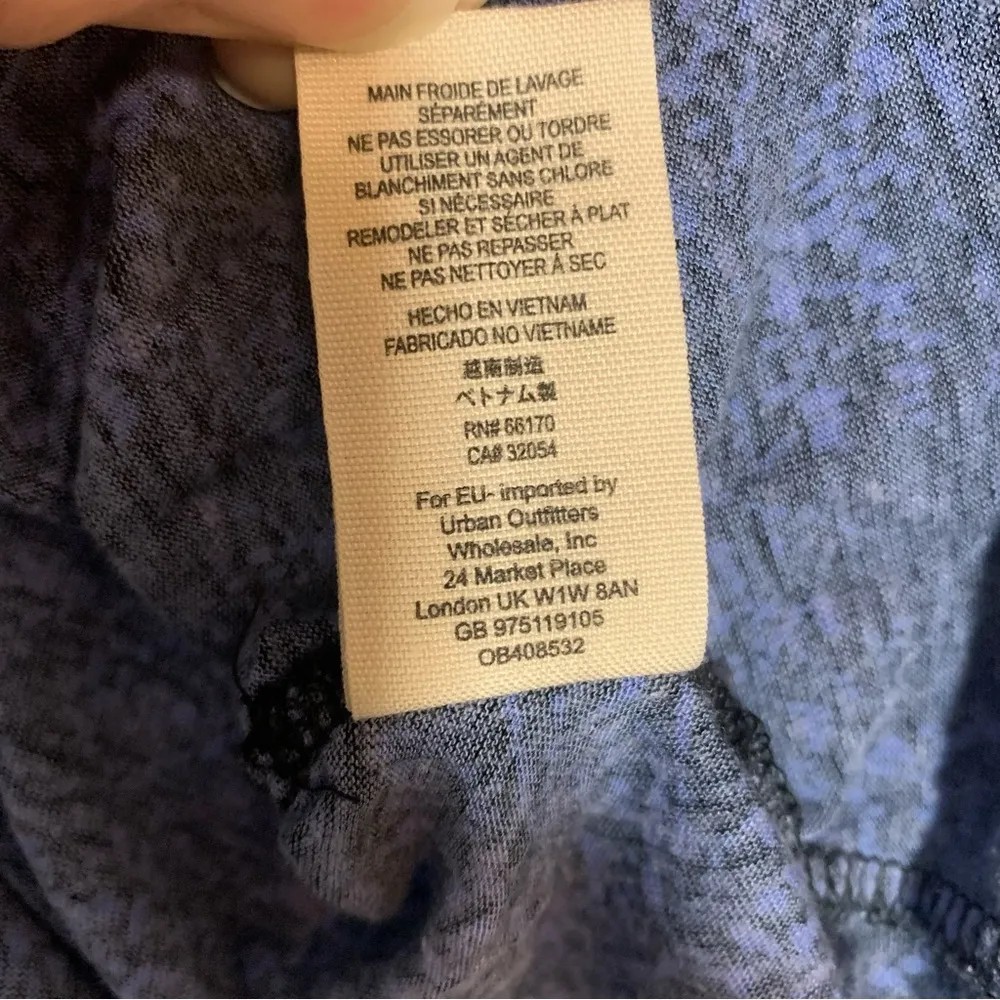 MAIN FROIDE DE LAVAGE
SÉPARÉMENT
NE PAS ESSORER OU TORDRE
UTILISER UN AGENT DE
BLANCHIMENT SANS CHLORE
SI NÉCESSAIRE
REMODELER ET SÉCHER À PLAT
NE PAS REPASSER
NE PAS NETTOYER À SEC
HECHO EN VIETNAM
FABRICADO NO VIETNAME
越南制造
ベトナム製
RN# 66170
CA# 32054
For EU- imported by
Urban Outfitters
Wholesale, Inc
24 Market Place
London UK W1W 8AN
GB 975119105
OB408532